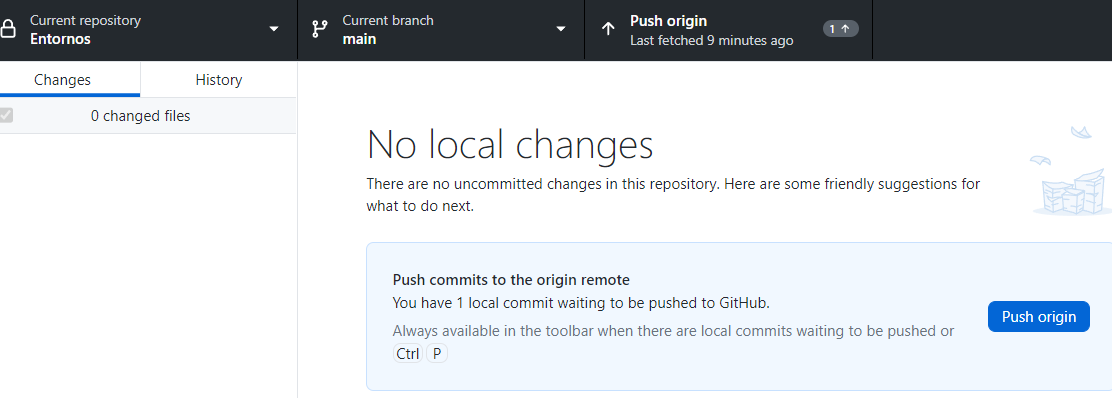 Current repository
Entornos
Current branch
main
Push origin
Last fetched 9 minutes ago
1
Changes
History
0 changed files
No local changes
There are no uncommitted changes in this repository. Here are some friendly suggestions for
what to do next.
Push commits to the origin remote
You have 1 local commit waiting to be pushed to GitHub.
Always available in the toolbar when there are local commits waiting to be pushed or
Ctrl P
Push origin